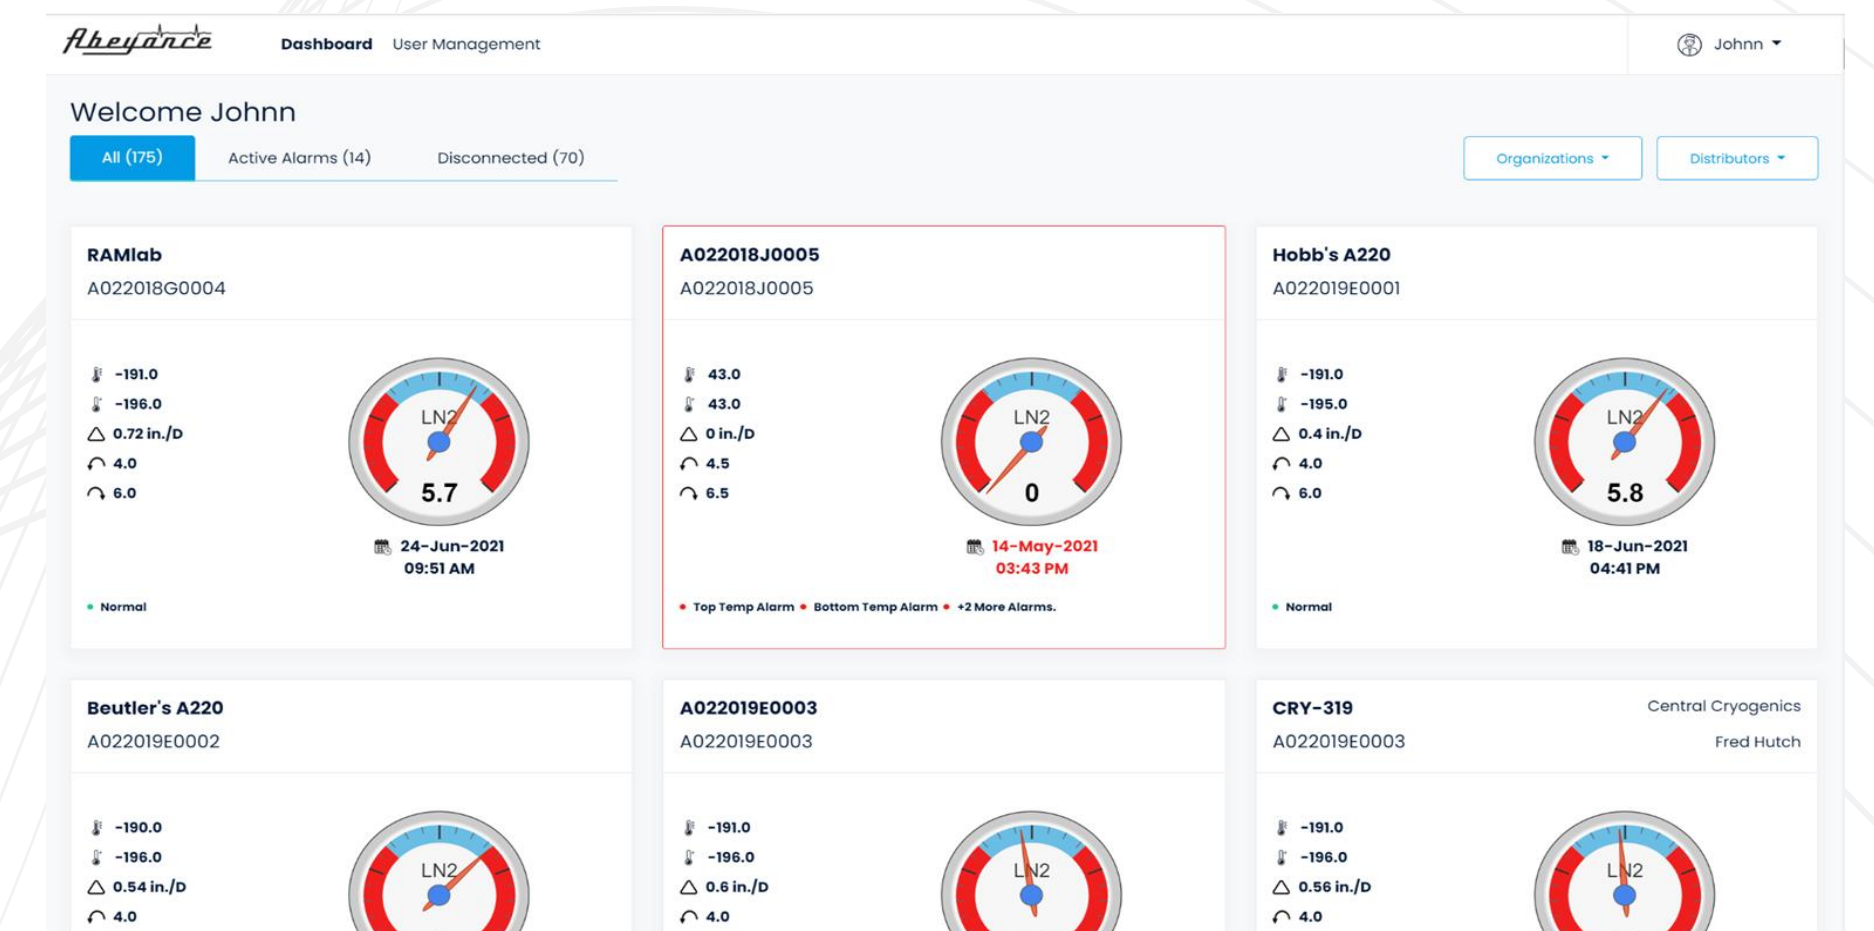 Abeyance Dashboard User Management Johnn
Welcome Johnn
All (175) Active Alarms (14) Disconnected (70) Organizations Distributors
RAMlab
A022018G0004
-191.0
-196.0
0.72 in./D
4.0
6.0
LN2
5.7
24-Jun-2021
09:51 AM
Normal
A022018J0005
A022018J0005
43.0
43.0
0 in./D
4.5
6.5
LN2
0
14-May-2021
03:43 PM
Top Temp Alarm Bottom Temp Alarm +2 More Alarms.
Hobb's A220
A022019E0001
-191.0
-195.0
0.4 in./D
4.0
6.0
LN2
5.8
18-Jun-2021
04:41 PM
Normal
Beutler's A220
A022019E0002
-190.0
-196.0
0.54 in./D
4.0
LN2
A022019E0003
A022019E0003
-191.0
-196.0
0.6 in./D
4.0
LN2
CRY-319 Central Cryogenics
A022019E0003 Fred Hutch
-191.0
-196.0
0.56 in./D
4.0
LN2